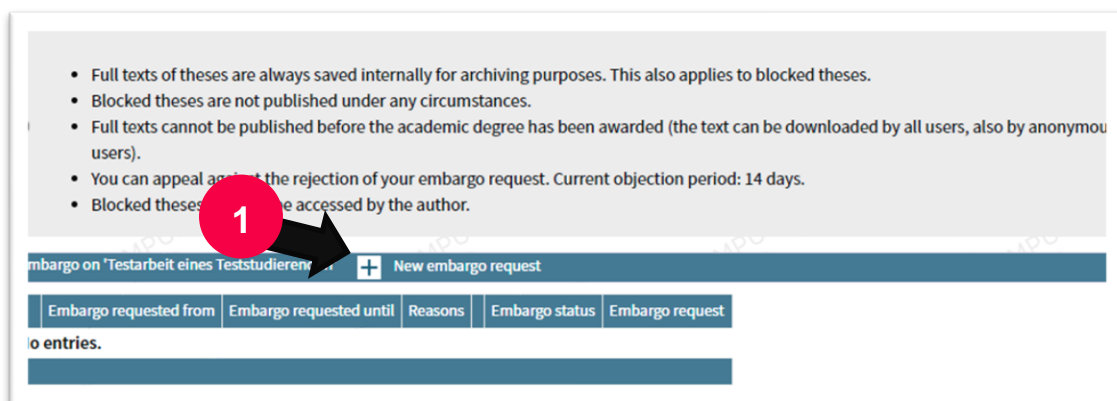 • Full texts of theses are always saved internally for archiving purposes. This also applies to blocked theses.
• Blocked theses are not published under any circumstances.
• Full texts cannot be published before the academic degree has been awarded (the text can be downloaded by all users, also by anonymou
users).
• You can appeal the rejection of your embargo request. Current objection period: 14 days.
• Blocked theses accessed by the author.
1
mbargo on 'Testarbeit eines + New embargo request
Embargo requested from Embargo requested until Reasons Embargo status Embargo request
o entries.